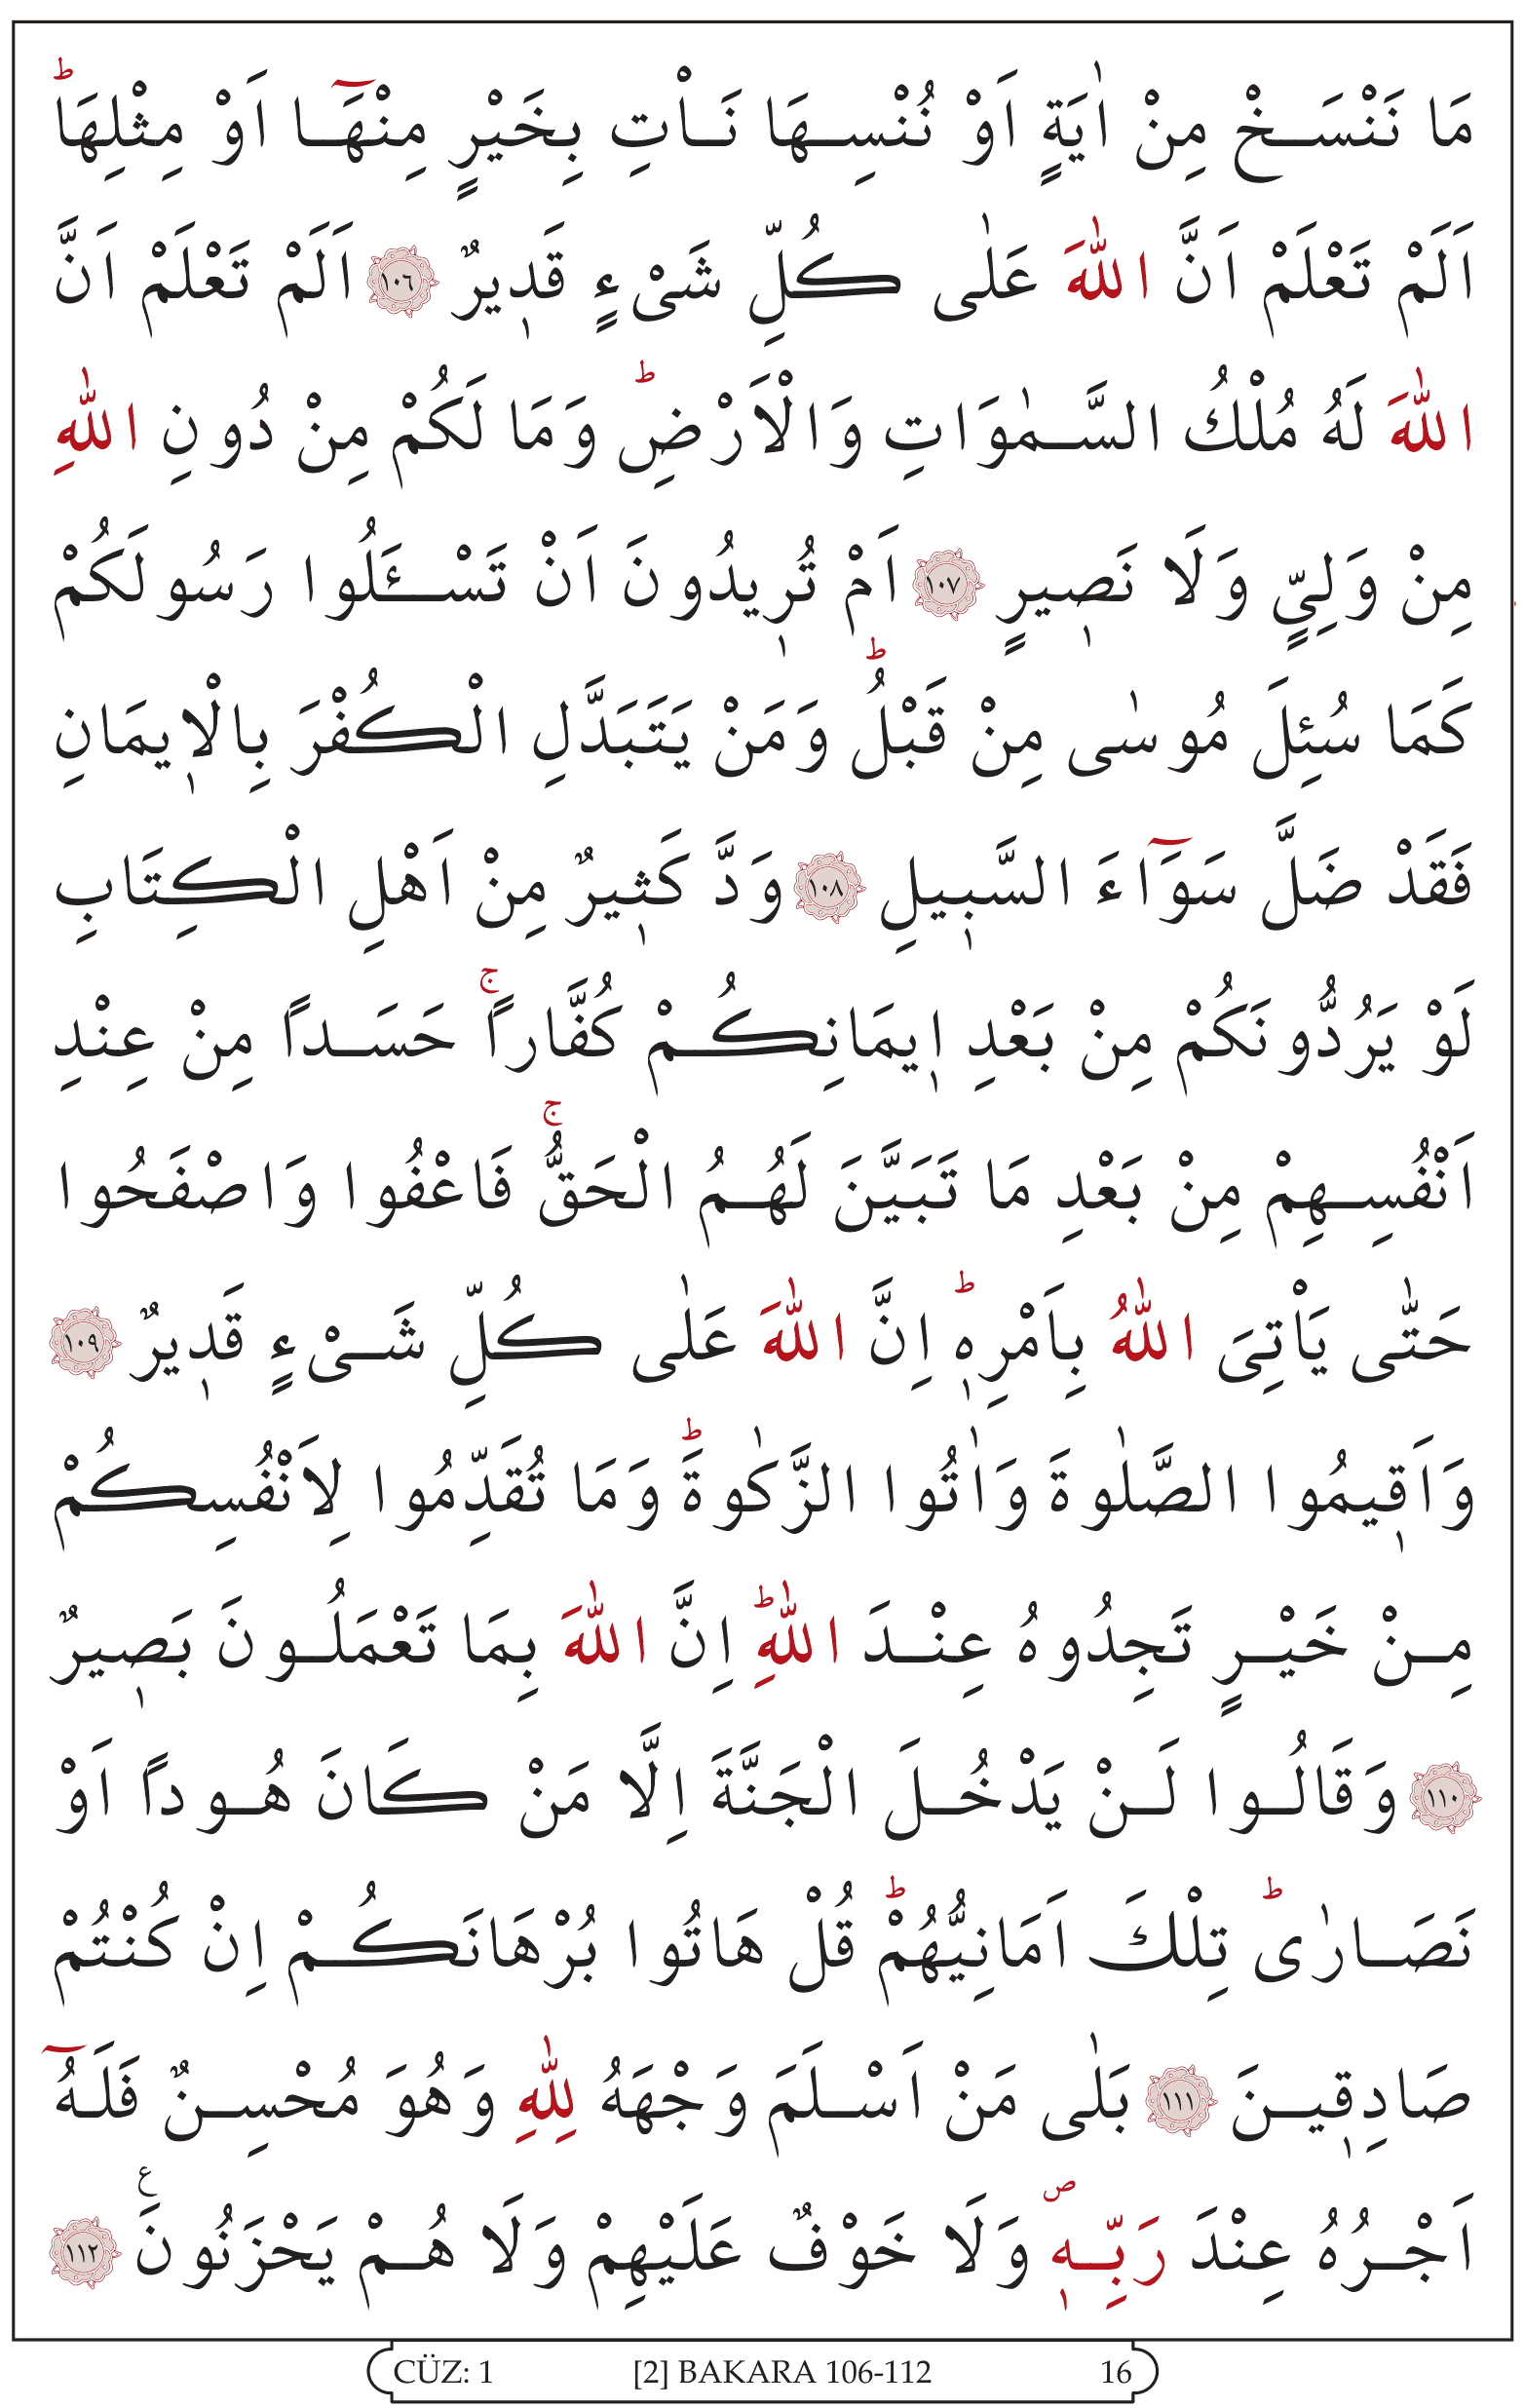 مَا نَنْسَخْ مِنْ اٰيَةٍ اَوْ نُنْسِهَا نَأْتِ بِخَيْرٍ مِنْهَٓا اَوْ مِثْلِهَاۜ
اَلَمْ تَعْلَمْ اَنَّ اللّٰهَ عَلٰى كُلِّ شَىْءٍ قَد۪يرٌ ﴿١٠٦﴾ اَلَمْ تَعْلَمْ اَنَّ
اللّٰهَ لَهُ مُلْكُ السَّمٰوَاتِ وَالْاَرْضِۜ وَمَا لَكُمْ مِنْ دُونِ اللّٰهِ
مِنْ وَلِيٍّ وَلَا نَص۪يرٍ ﴿١٠٧﴾ اَمْ تُر۪يدُونَ اَنْ تَسْـَٔلُوا رَسُولَكُمْ
كَمَا سُئِلَ مُوسٰى مِنْ قَبْلُۜ وَمَنْ يَتَبَدَّلِ الْكُفْرَ بِالْا۪يمَانِ
فَقَدْ ضَلَّ سَوَٓاءَ السَّب۪يلِ ﴿١٠٨﴾ وَدَّ كَث۪يرٌ مِنْ اَهْلِ الْكِتَابِ
لَوْ يَرُدُّونَكُمْ مِنْ بَعْدِ ا۪يمَانِكُمْ كُفَّاراًۚ حَسَداً مِنْ عِنْدِ
اَنْفُسِهِمْ مِنْ بَعْدِ مَا تَبَيَّنَ لَهُمُ الْحَقُّۚ فَاعْفُوا وَاصْفَحُوا
حَتّٰى يَأْتِىَ اللّٰهُ بِاَمْرِه۪ۜ اِنَّ اللّٰهَ عَلٰى كُلِّ شَىْءٍ قَد۪يرٌ ﴿١٠٩﴾
وَاَق۪يمُوا الصَّلٰوةَ وَاٰتُوا الزَّكٰوةَۜ وَمَا تُقَدِّمُوا لِاَنْفُسِكُمْ
مِنْ خَيْرٍ تَجِدُوهُ عِنْدَ اللّٰهِۜ اِنَّ اللّٰهَ بِمَا تَعْمَلُونَ بَص۪يرٌ
﴿١١٠﴾ وَقَالُوا لَنْ يَدْخُلَ الْجَنَّةَ اِلَّا مَنْ كَانَ هُوداً اَوْ
نَصَارٰىۜ تِلْكَ اَمَانِيُّهُمْۜ قُلْ هَاتُوا بُرْهَانَكُمْ اِنْ كُنْتُمْ
صَادِق۪ينَ ﴿١١١﴾ بَلٰى مَنْ اَسْلَمَ وَجْهَهُ لِلّٰهِ وَهُوَ مُحْسِنٌ فَلَهُٓ
اَجْرُهُ عِنْدَ رَبِّه۪ۖ وَلَا خَوْفٌ عَلَيْهِمْ وَلَا هُمْ يَحْزَنُونَ۟ ﴿١١٢﴾
CÜZ: 1 [2] BAKARA 106-112 16